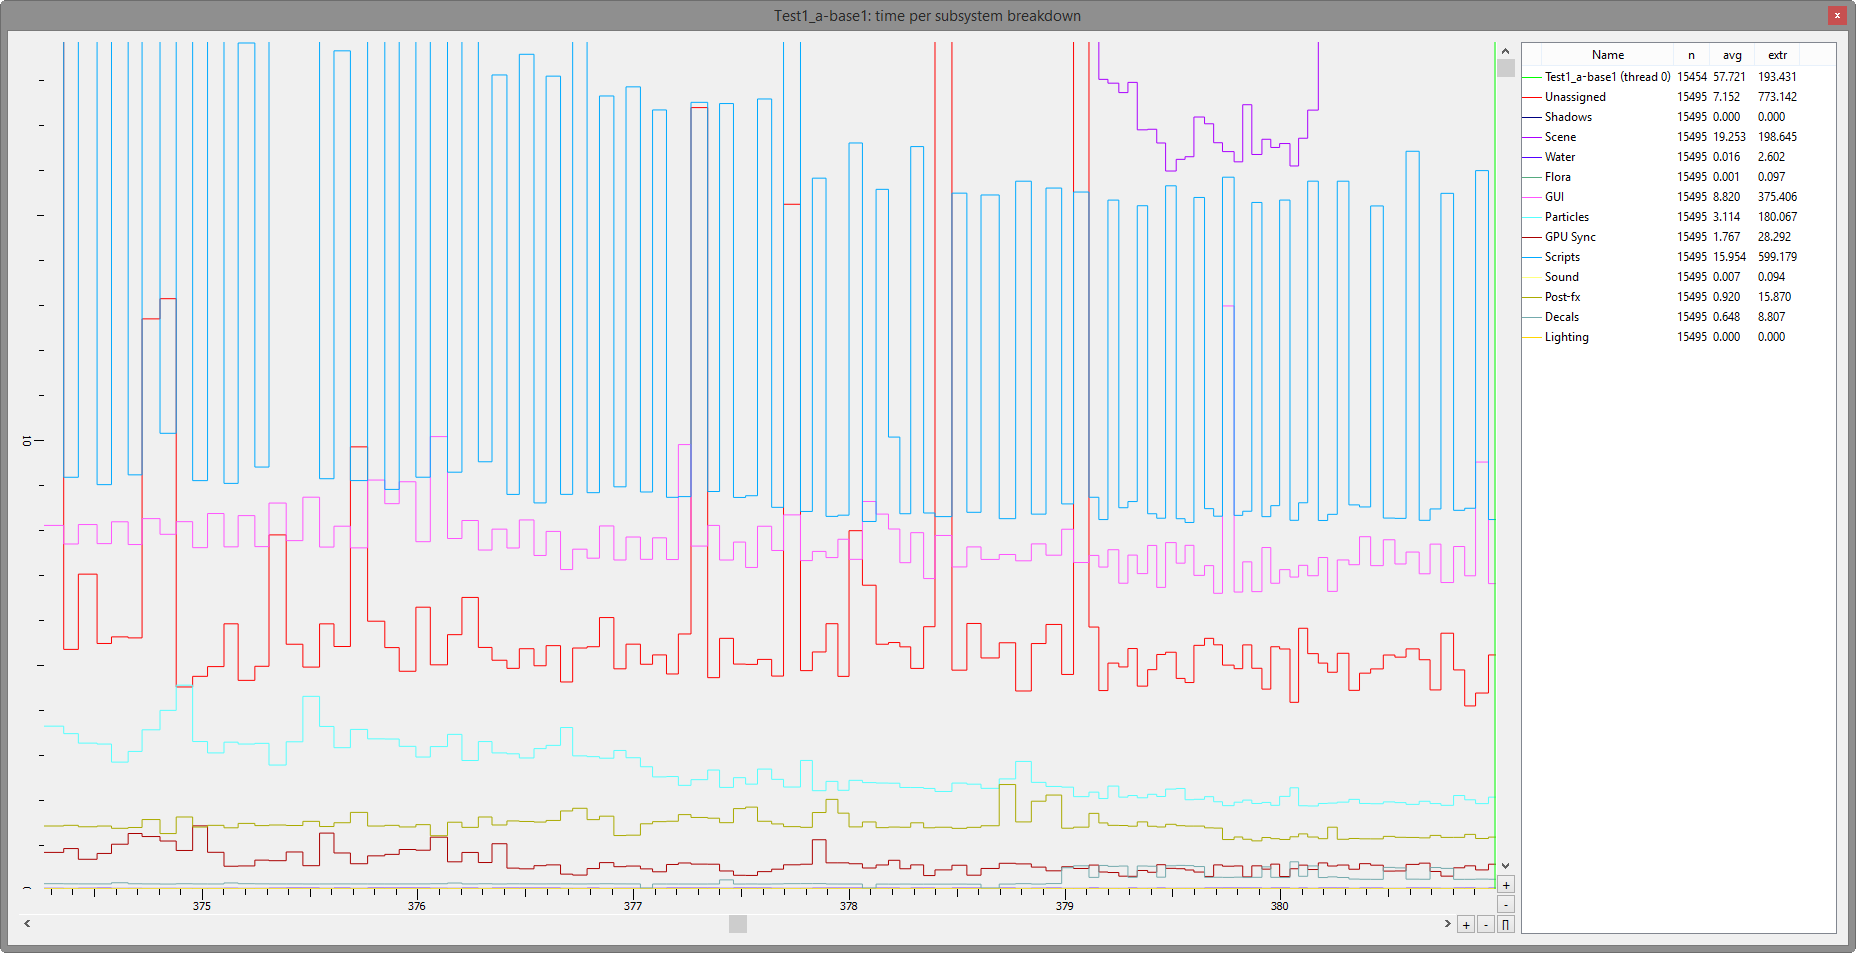 Test1_a-base1: time per subsystem breakdown
x
Name n avg extr
Test1_a-base1 (thread 0) 15454 57.721 193.431
Unassigned 15495 7.152 773.142
Shadows 15495 0.000 0.000
Scene 15495 19.253 198.645
Water 15495 0.016 2.602
Flora 15495 0.001 0.097
GUI 15495 8.820 375.406
Particles 15495 3.114 180.067
GPU Sync 15495 1.767 28.292
Scripts 15495 15.954 599.179
Sound 15495 0.007 0.094
Post-fx 15495 0.920 15.870
Decals 15495 0.648 8.807
Lighting 15495 0.000 0.000
10
0
375 376 377 378 379 380
+
-
+ - Π